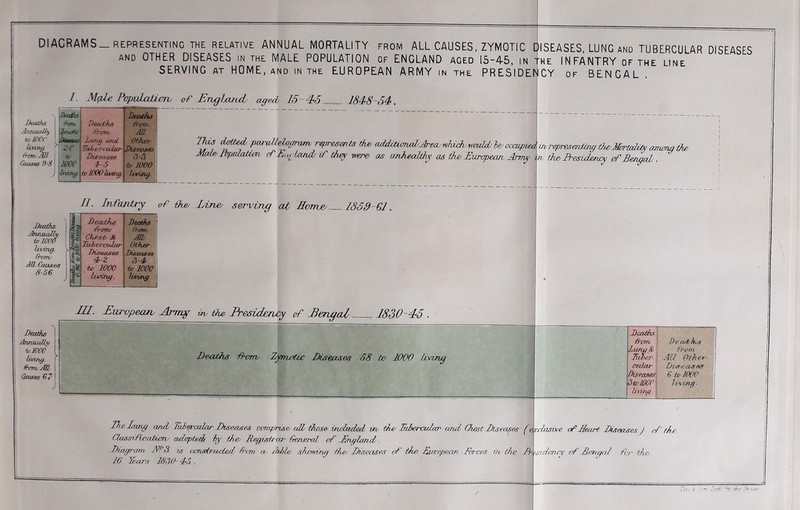 DIAGRAMS__ REPRESENTING THE RELATIVE ANNUAL MORTALITY FROM ALL CAUSES, ZYMOTIC DISEASES, LUNG AND TUBERCULAR DISEASES
AND OTHER DISEASES IN THE MALE POPULATION OF ENGLAND AGED 15-45, IN THE INFANTRY OF THE LINE
SERVING AT HOME, AND IN THE EUROPEAN ARMY IN THE PRESIDENCY OF BENGAL.
I. Male Population of England aged 15-45 ___ 1848-54.
Deaths
Annually
to 1000
living
from All
Causes 9·8
Deaths
from
Zymotic
Diseases
to
1000
living
Deaths
from
Lung and
Tubercular
Diseases
4·5
to 1000 living
Deaths
from
All
Other
Diseases
3·3
to 1000
living.
This dotted parallelogram represents the additional Area which would be occupied in representing the Mortality among the
Male Population of England if they were as unhealthy as the European Army in the Presidency of Bengal.
II. Infantry of the Line serving at Home ___ 1859-61.
Deaths
Annually
to 1000
living
from
All Causes
8·56
Deaths
from
Chest &
Tubercular
Diseases
4·2
to 1000
living.
Deaths
from
All
Other
Diseases
3·4
to 1000
living.
III. European Army in the Presidency of Bengal ___ 1830-45.
Deaths
Annually
to 1000
living
from All
Causes 67
Deaths from Zymotic Diseases 58 to 1000 living
Deaths
from
Lung &
Tuber-
cular
Diseases
3 to 1000
living
Deaths
from
All Other
Diseases
6 to 1000
living.
The Lung and Tubercular Diseases comprise all those included in the Tubercular and Chest Diseases (exclusive of Heart Diseases) of the
Classification adopted by the Registrar General of England.
Diagram No. 3 is constructed from a Table showing the Diseases of the European Forces in the Presidency of Bengal for the
16 Years 1830-45.